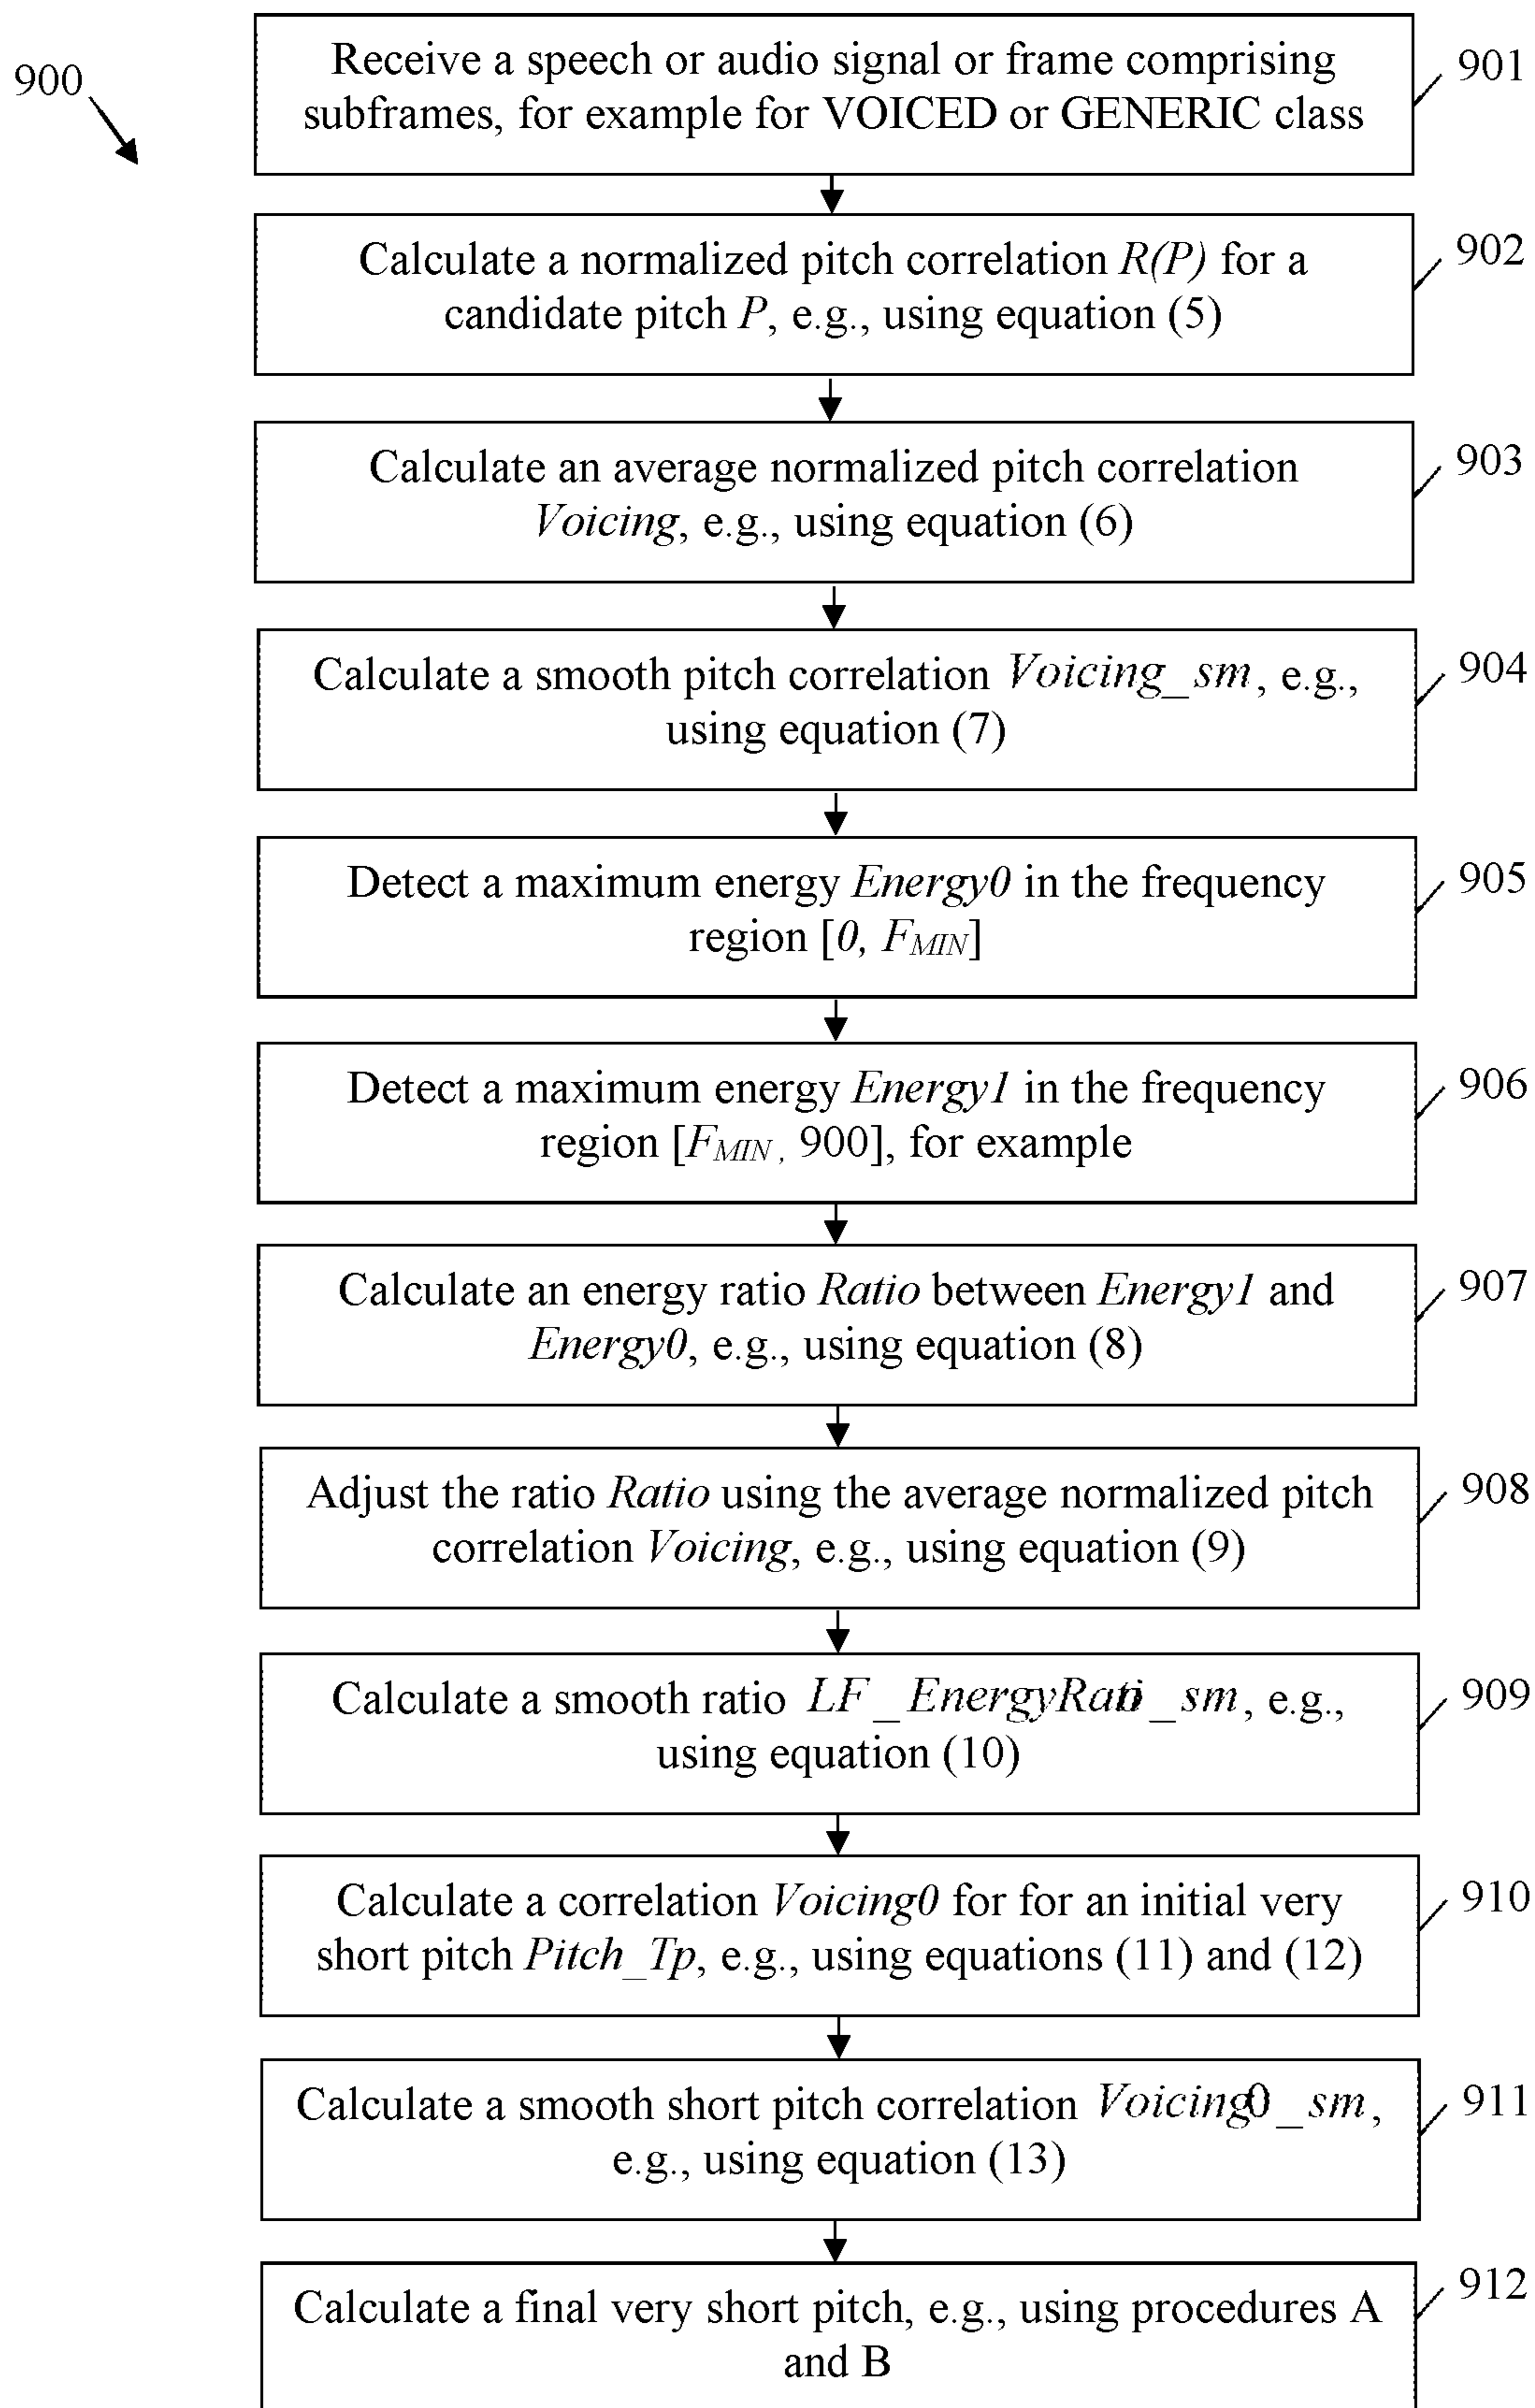 900
Receive a speech or audio signal or frame comprising
subframes, for example for VOICED or GENERIC class
901
Calculate a normalized pitch correlation R(P) for a
candidate pitch P, e.g., using equation (5)
902
Calculate an average normalized pitch correlation
Voicing, e.g., using equation (6)
903
Calculate a smooth pitch correlation Voicing_sm, e.g.,
using equation (7)
904
Detect a maximum energy Energy0 in the frequency
region [0, FMIN]
905
Detect a maximum energy Energy1 in the frequency
region [FMIN, 900], for example
906
Calculate an energy ratio Ratio between Energy1 and
Energy0, e.g., using equation (8)
907
Adjust the ratio Ratio using the average normalized pitch
correlation Voicing, e.g., using equation (9)
908
Calculate a smooth ratio LF_EnergyRatio_sm, e.g.,
using equation (10)
909
Calculate a correlation Voicing0 for for an initial very
short pitch Pitch_Tp, e.g., using equations (11) and (12)
910
Calculate a smooth short pitch correlation Voicing0_sm,
e.g., using equation (13)
911
Calculate a final very short pitch, e.g., using procedures A
and B
912